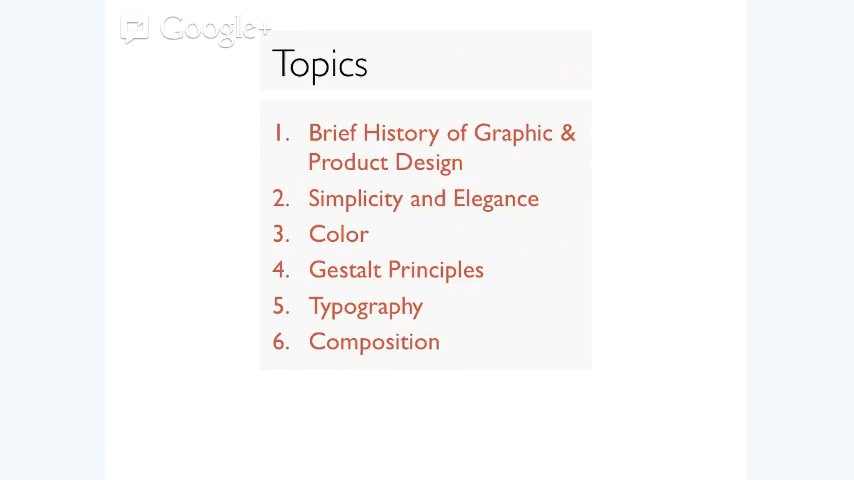 Google+
Topics
1. Brief History of Graphic &
Product Design
2. Simplicity and Elegance
3. Color
4. Gestalt Principles
5. Typography
6. Composition